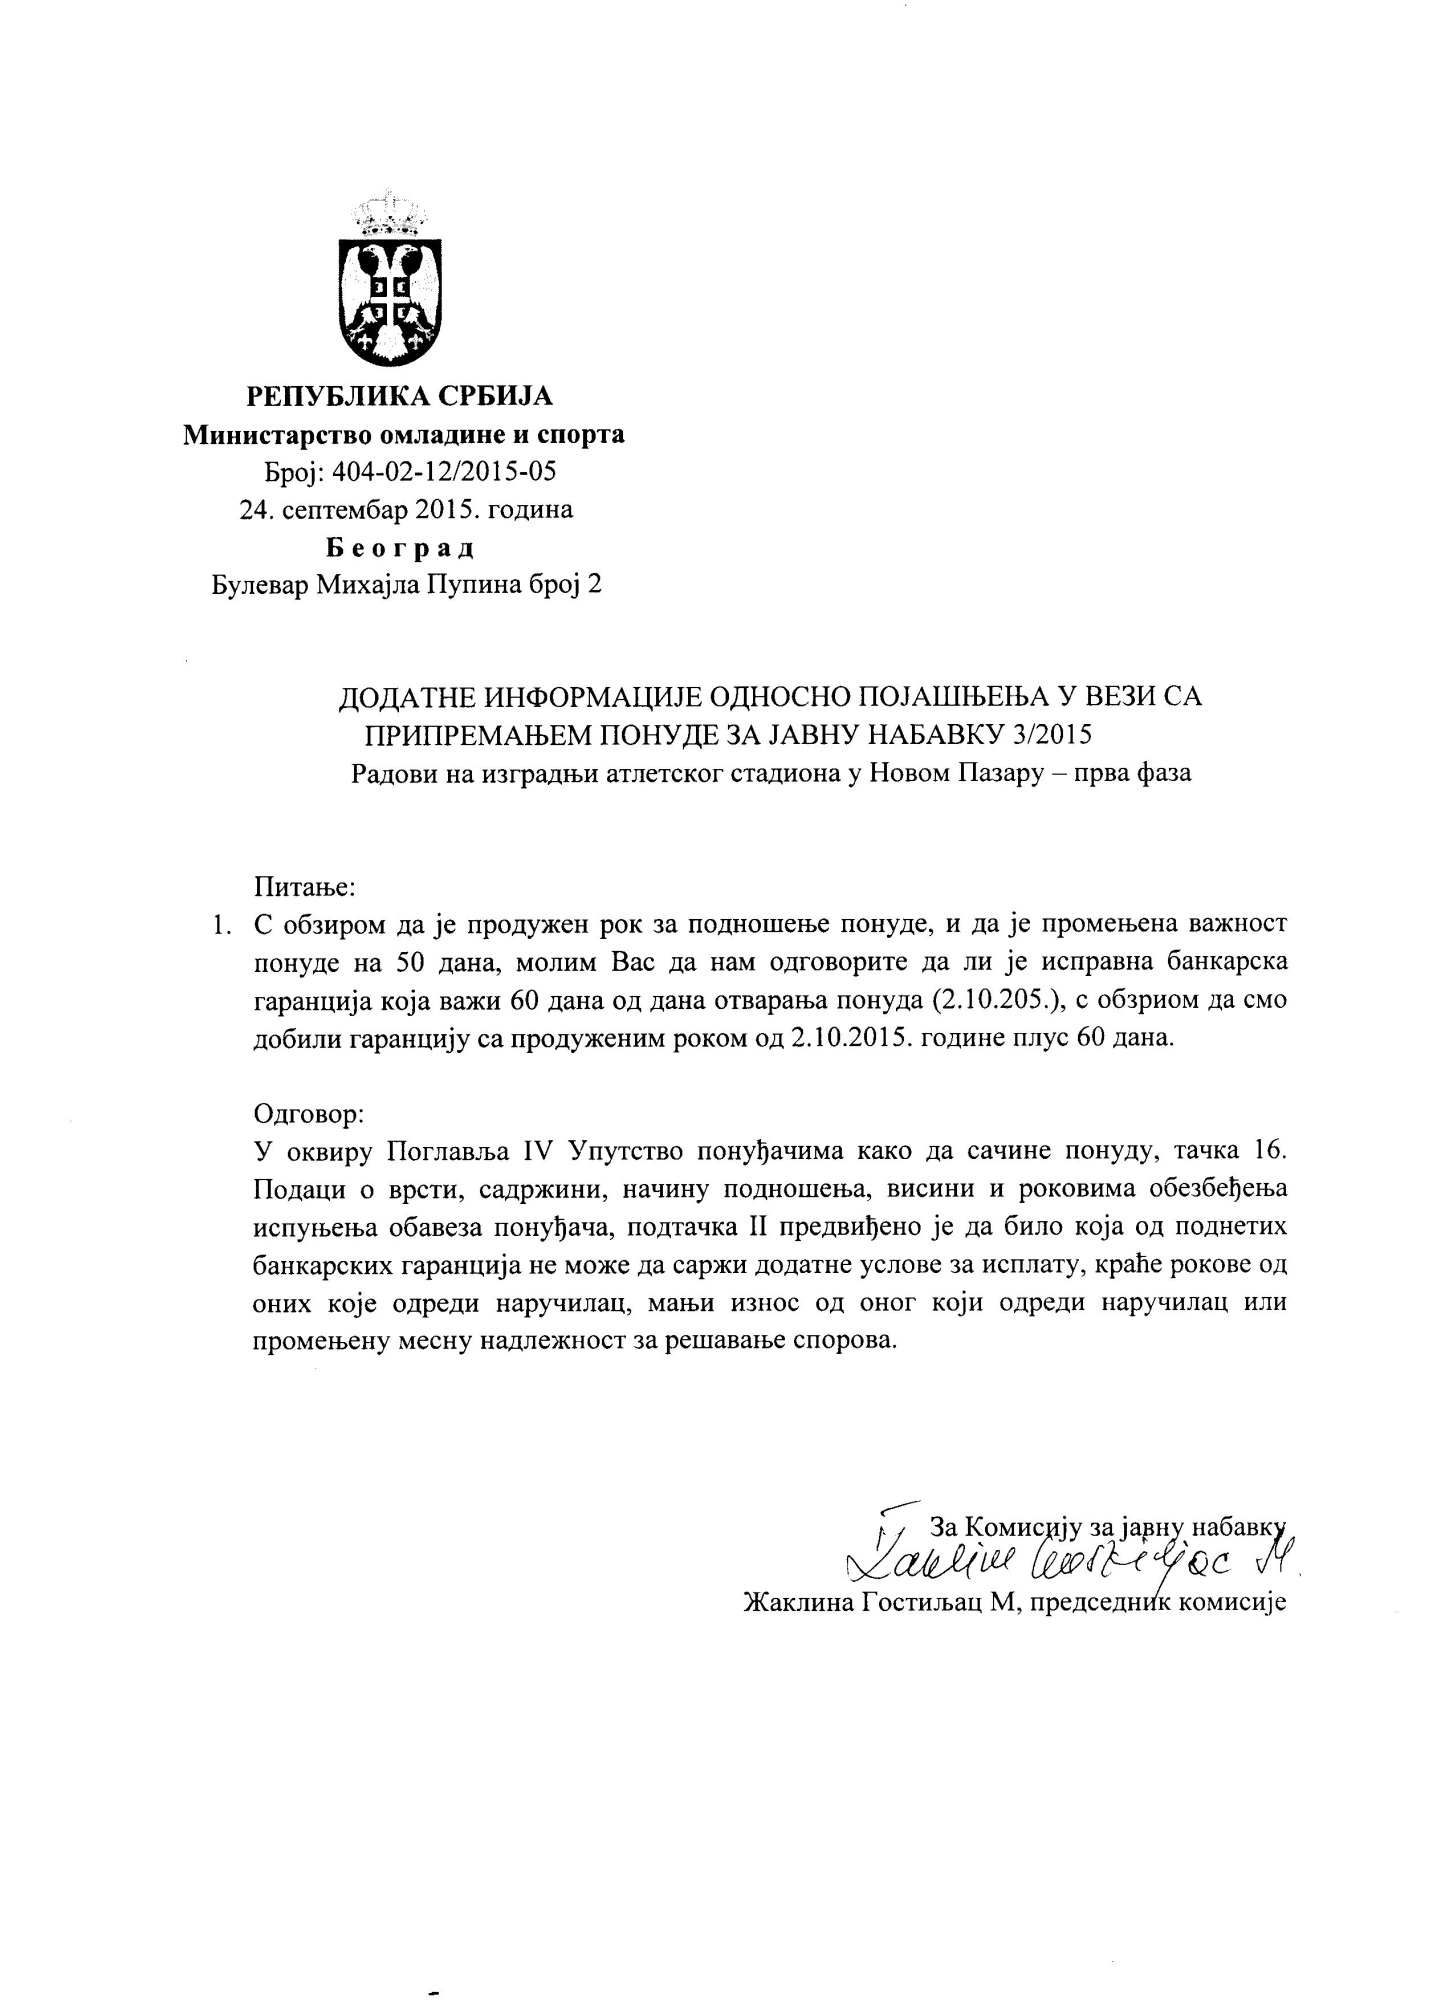 РЕПУБЛИКА СРБИЈА
Министарство омладине и спорта
Број: 404-02-12/2015-05
24. септембар 2015. година
Б е о г р а д
Булевар Михајла Пупина број 2
ДОДАТНЕ ИНФОРМАЦИЈЕ ОДНОСНО ПОЈАШЊЕЊА У ВЕЗИ СА
ПРИПРЕМАЊЕМ ПОНУДЕ ЗА ЈАВНУ НАБАВКУ 3/2015
Радови на изградњи атлетског стадиона у Новом Пазару – прва фаза
Питање:
1. С обзиром да је продужен рок за подношење понуде, и да је промењена важност
понуде на 50 дана, молим Вас да нам одговорите да ли је исправна банкарска
гаранција која важи 60 дана од дана отварања понуда (2.10.205.), с обзриом да смо
добили гаранцију са продуженим роком од 2.10.2015. године плус 60 дана.
Одговор:
У оквиру Поглавља IV Упутство понуђачима како да сачине понуду, тачка 16.
Подаци о врсти, садржини, начину подношења, висини и роковима обезбеђења
испуњења обавеза понуђача, подтачка II предвиђено је да било која од поднетих
банкарских гаранција не може да саржи додатне услове за исплату, краће рокове од
оних које одреди наручилац, мањи износ од оног који одреди наручилац или
промењену месну надлежност за решавање спорова.
За Комисију за јавну набавку
Жаклина Гостиљац М, председник комисије